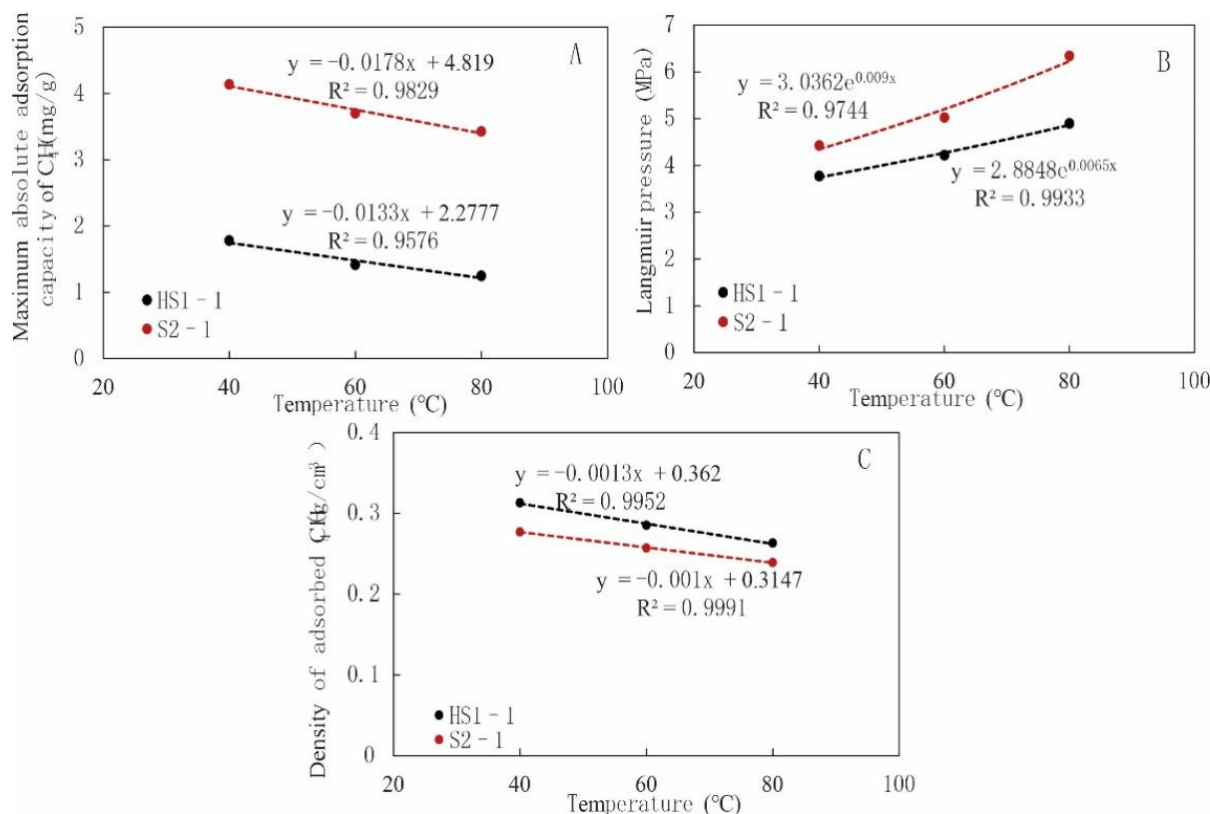 Maximum absolute adsorption
capacity of CH₄(mg/g)
5
4
3
2
1
0
20
40
60
80
100
Temperature (℃)
A
y = -0.0178x + 4.819
R² = 0.9829
y = -0.0133x + 2.2777
R² = 0.9576
HS1-1
S2-1
Langmuir pressure (MPa)
7
6
5
4
3
2
1
0
20
40
60
80
100
Temperature (℃)
B
y = 3.0362e^0.009x
R² = 0.9744
y = 2.8848e^0.0065x
R² = 0.9933
HS1-1
S2-1
Density of adsorbed CH₄(g/cm³)
0.4
0.3
0.2
0.1
0
20
40
60
80
100
Temperature (℃)
C
y = -0.0013x + 0.362
R² = 0.9952
y = -0.001x + 0.3147
R² = 0.9991
HS1-1
S2-1